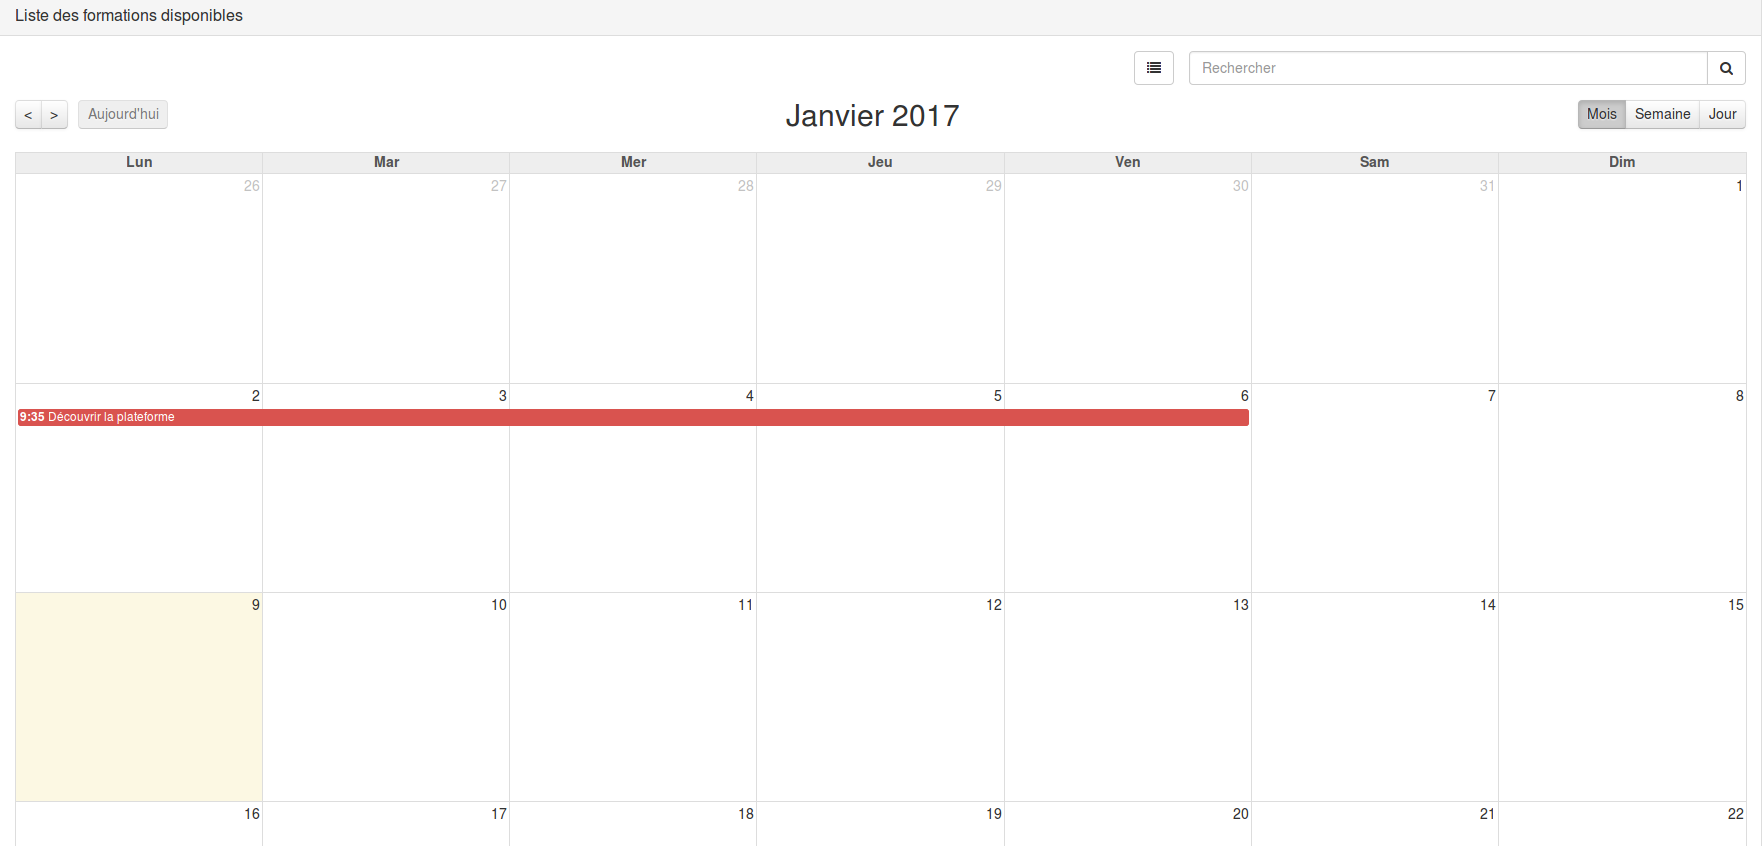 Liste des formations disponibles
Rechercher
< > Aujourd'hui Janvier 2017 Mois Semaine Jour
Lun Mar Mer Jeu Ven Sam Dim
26 27 28 29 30 31 1
2 3 4 5 6 7 8
9:35 Découvrir la plateforme
9 10 11 12 13 14 15
16 17 18 19 20 21 22